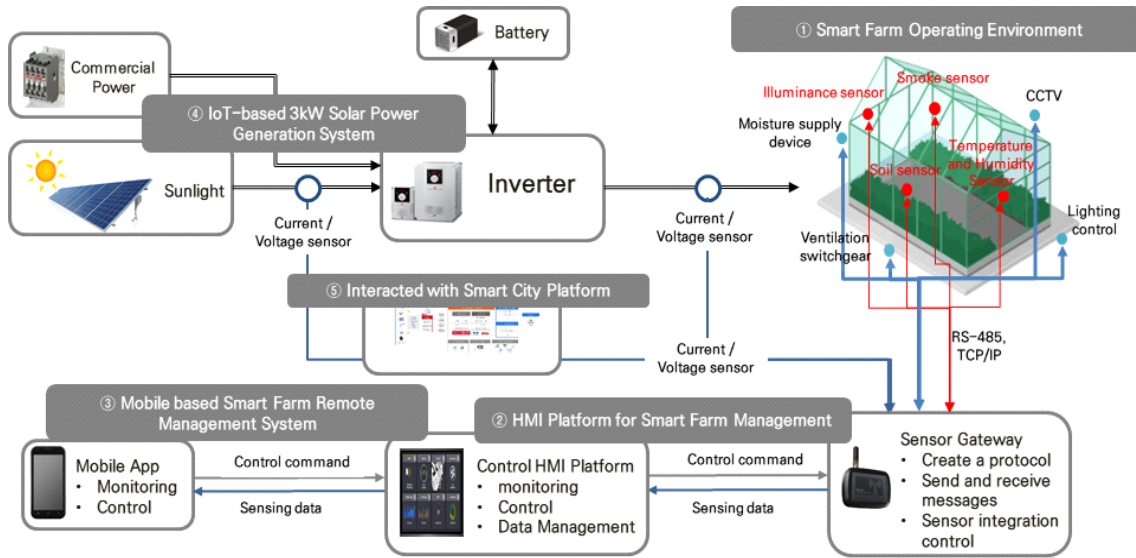 Commercial
Power
Battery
① Smart Farm Operating Environment
④ IoT-based 3kW Solar Power
Generation System
Sunlight
Inverter
Current /
Voltage sensor
Current /
Voltage sensor
Smoke sensor
Illuminance sensor
CCTV
Moisture supply
device
Temperature
and Humidity
Sensor
Soil sensor
Lighting
control
Ventilation
switchgear
⑤ Interacted with Smart City Platform
Current /
Voltage sensor
RS-485,
TCP/IP
③ Mobile based Smart Farm Remote
Management System
② HMI Platform for Smart Farm Management
Mobile App
• Monitoring
• Control
Control command
Sensing data
Control HMI Platform
• monitoring
• Control
• Data Management
Control command
Sensing data
Sensor Gateway
• Create a protocol
• Send and receive
messages
• Sensor integration
control